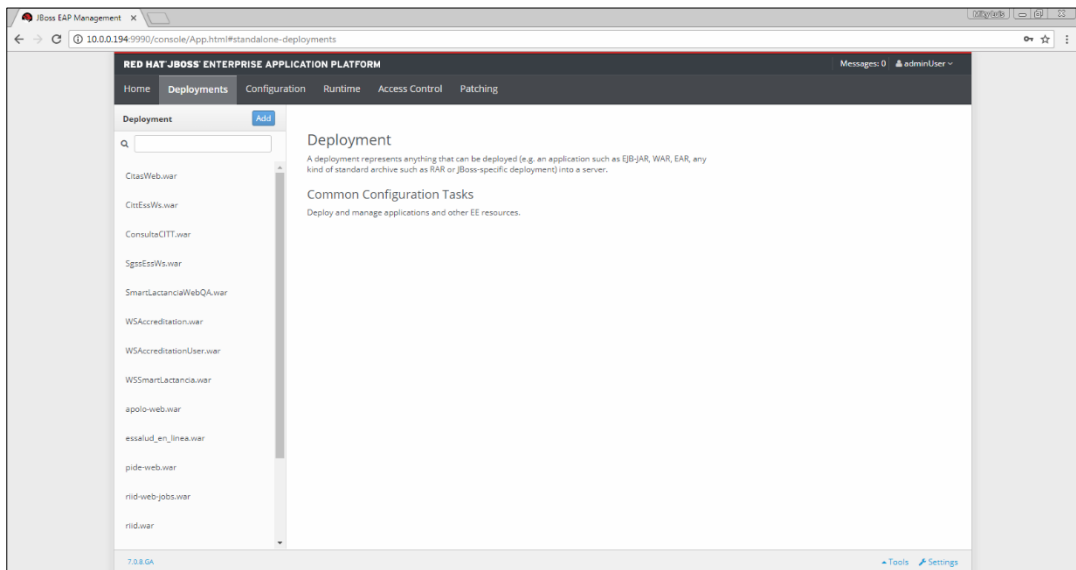 JBoss EAP Management
10.0.0.194:9990/console/App.html#standalone-deployments
RED HAT JBOSS ENTERPRISE APPLICATION PLATFORM
Messages: 0 adminUser
Home Deployments Configuration Runtime Access Control Patching
Deployment Add
CitasWeb.war
CittEssWs.war
ConsultaCITT.war
SgssEssWs.war
SmartLactanciaWebQA.war
WSAccreditation.war
WSAccreditationUser.war
WSSmartLactancia.war
apolo-web.war
essalud_en_linea.war
pide-web.war
riid-web-jobs.war
riid.war
Deployment
A deployment represents anything that can be deployed (e.g. an application such as EJB-JAR, WAR, EAR, any
kind of standard archive such as RAR or JBoss-specific deployment) into a server.
Common Configuration Tasks
Deploy and manage applications and other EE resources.
7.0.8.GA
Tools Settings